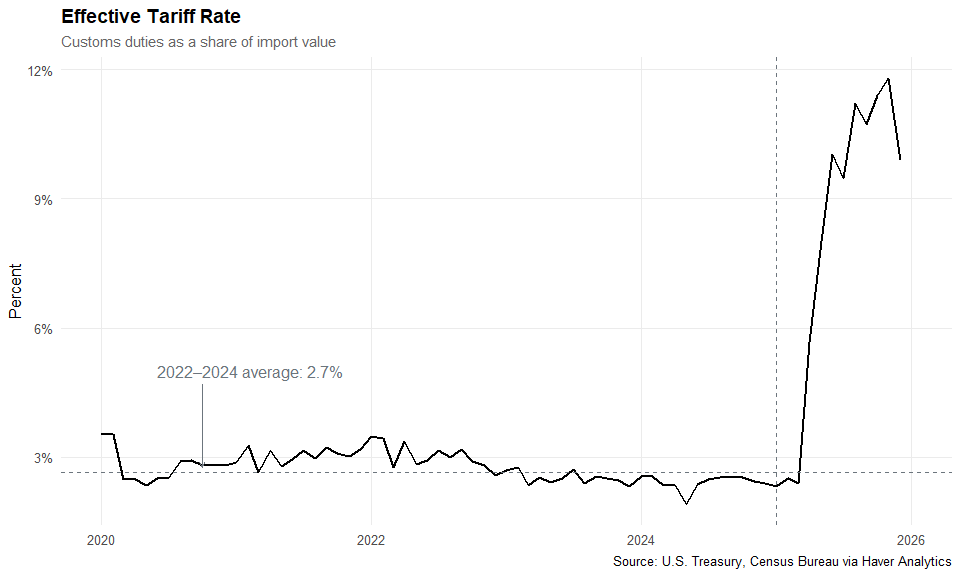 Effective Tariff Rate
Customs duties as a share of import value
12%
9%
6%
3%
Percent
2022–2024 average: 2.7%
2020
2022
2024
2026
Source: U.S. Treasury, Census Bureau via Haver Analytics